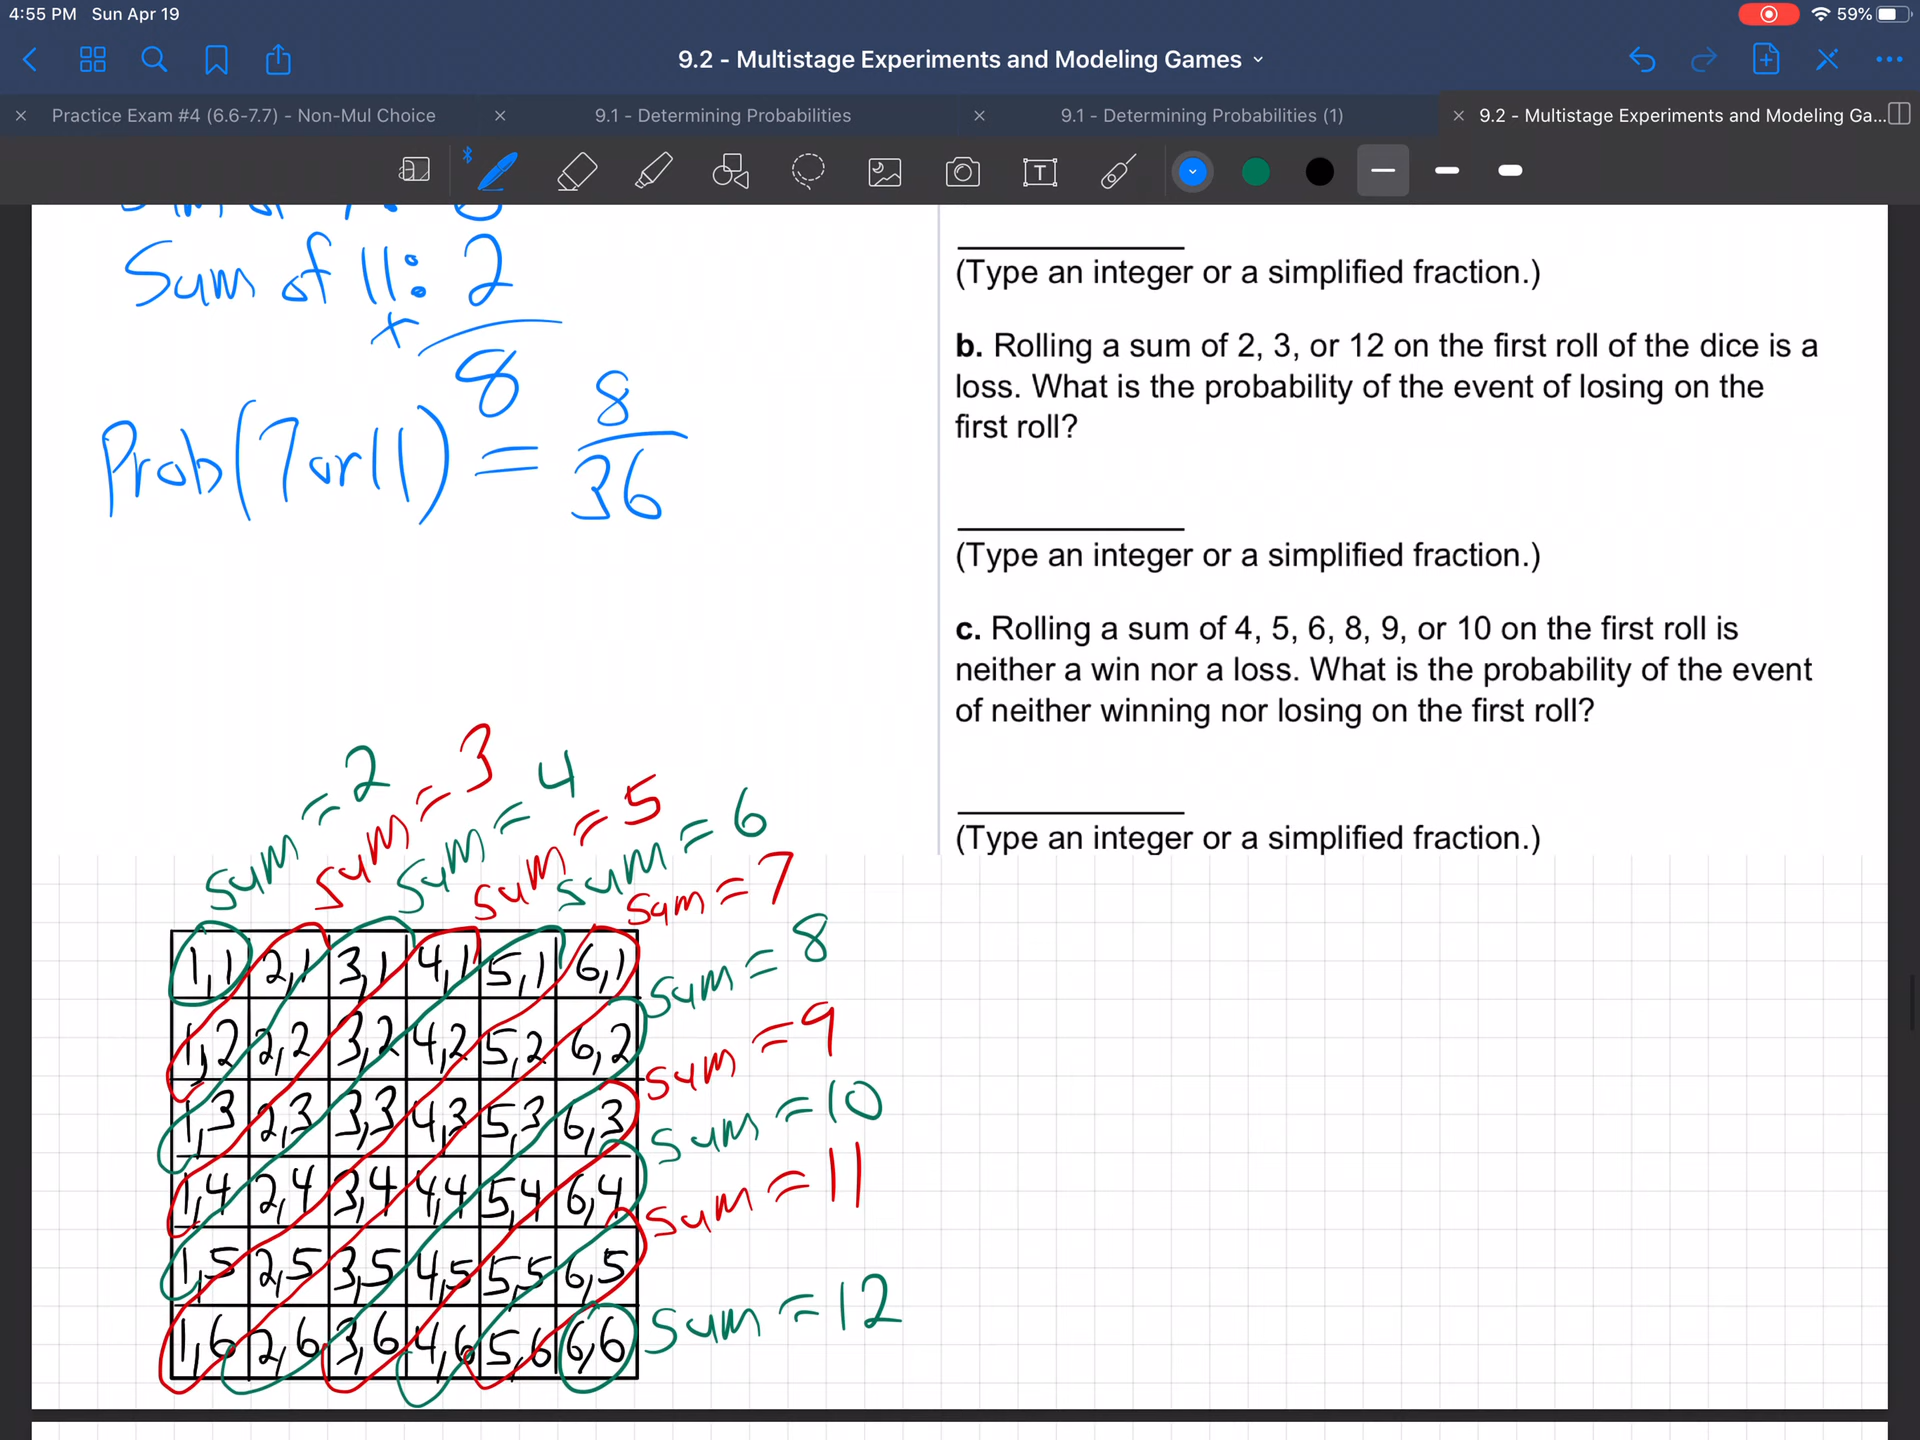 4:55 PM Sun Apr 19
59%
9.2 - Multistage Experiments and Modeling Games
Practice Exam #4 (6.6-7.7) - Non-Mul Choice
9.1 - Determining Probabilities
9.1 - Determining Probabilities (1)
9.2 - Multistage Experiments and Modeling Ga...
T
Sum of 11: 2
+
8
Prob(7 or 11) = 8/36
(Type an integer or a simplified fraction.)
b. Rolling a sum of 2, 3, or 12 on the first roll of the dice is a
loss. What is the probability of the event of losing on the
first roll?
(Type an integer or a simplified fraction.)
c. Rolling a sum of 4, 5, 6, 8, 9, or 10 on the first roll is
neither a win nor a loss. What is the probability of the event
of neither winning nor losing on the first roll?
(Type an integer or a simplified fraction.)
sum = 2
sum = 3
sum = 4
sum = 5
sum = 6
sum = 7
sum = 8
sum = 9
sum = 10
sum = 11
sum = 12
1,1 2,1 3,1 4,1 5,1 6,1
1,2 2,2 3,2 4,2 5,2 6,2
1,3 2,3 3,3 4,3 5,3 6,3
1,4 2,4 3,4 4,4 5,4 6,4
1,5 2,5 3,5 4,5 5,5 6,5
1,6 2,6 3,6 4,6 5,6 6,6